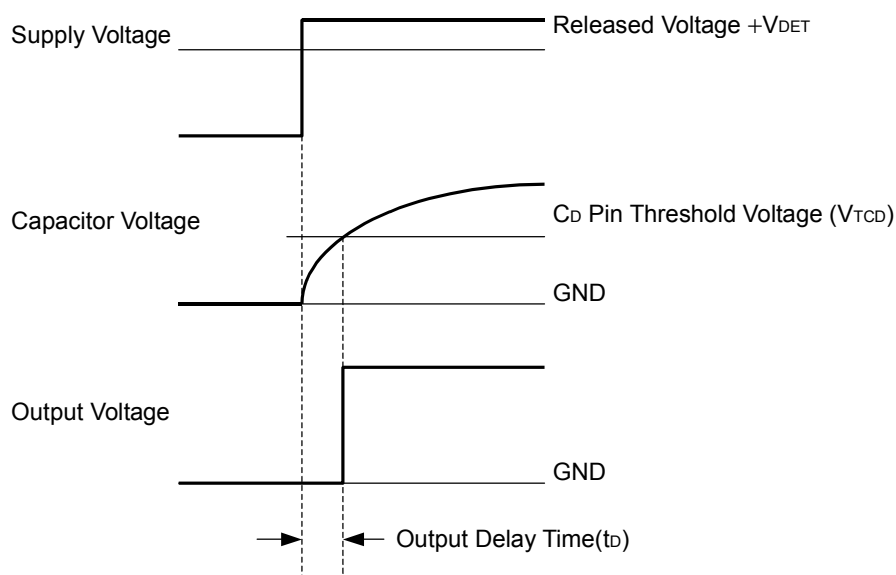 Supply Voltage
Released Voltage +VDET
Capacitor Voltage
CD Pin Threshold Voltage (VTCD)
GND
Output Voltage
GND
Output Delay Time(tD)